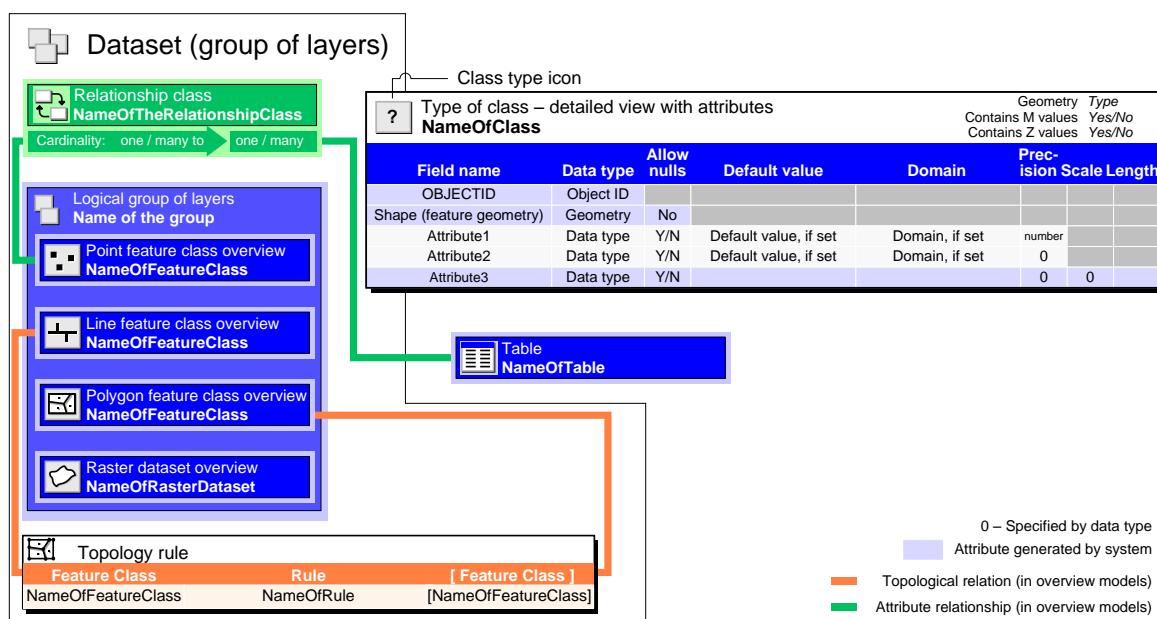 Dataset (group of layers)
Class type icon
Relationship class
NameOfTheRelationshipClass
Cardinality: one / many to one / many
? Type of class – detailed view with attributes
NameOfClass
Geometry Type
Contains M values Yes/No
Contains Z values Yes/No
Field name Data type Allow nulls Default value Domain Prec-ision Scale Length
OBJECTID Object ID
Shape (feature geometry) Geometry No
Attribute1 Data type Y/N Default value, if set Domain, if set number
Attribute2 Data type Y/N Default value, if set Domain, if set 0
Attribute3 Data type Y/N 0 0
Logical group of layers
Name of the group
Point feature class overview
NameOfFeatureClass
Line feature class overview
NameOfFeatureClass
Polygon feature class overview
NameOfFeatureClass
Raster dataset overview
NameOfRasterDataset
Table
NameOfTable
Topology rule
Feature Class Rule [ Feature Class ]
NameOfFeatureClass NameOfRule [NameOfFeatureClass]
0 – Specified by data type
Attribute generated by system
Topological relation (in overview models)
Attribute relationship (in overview models)